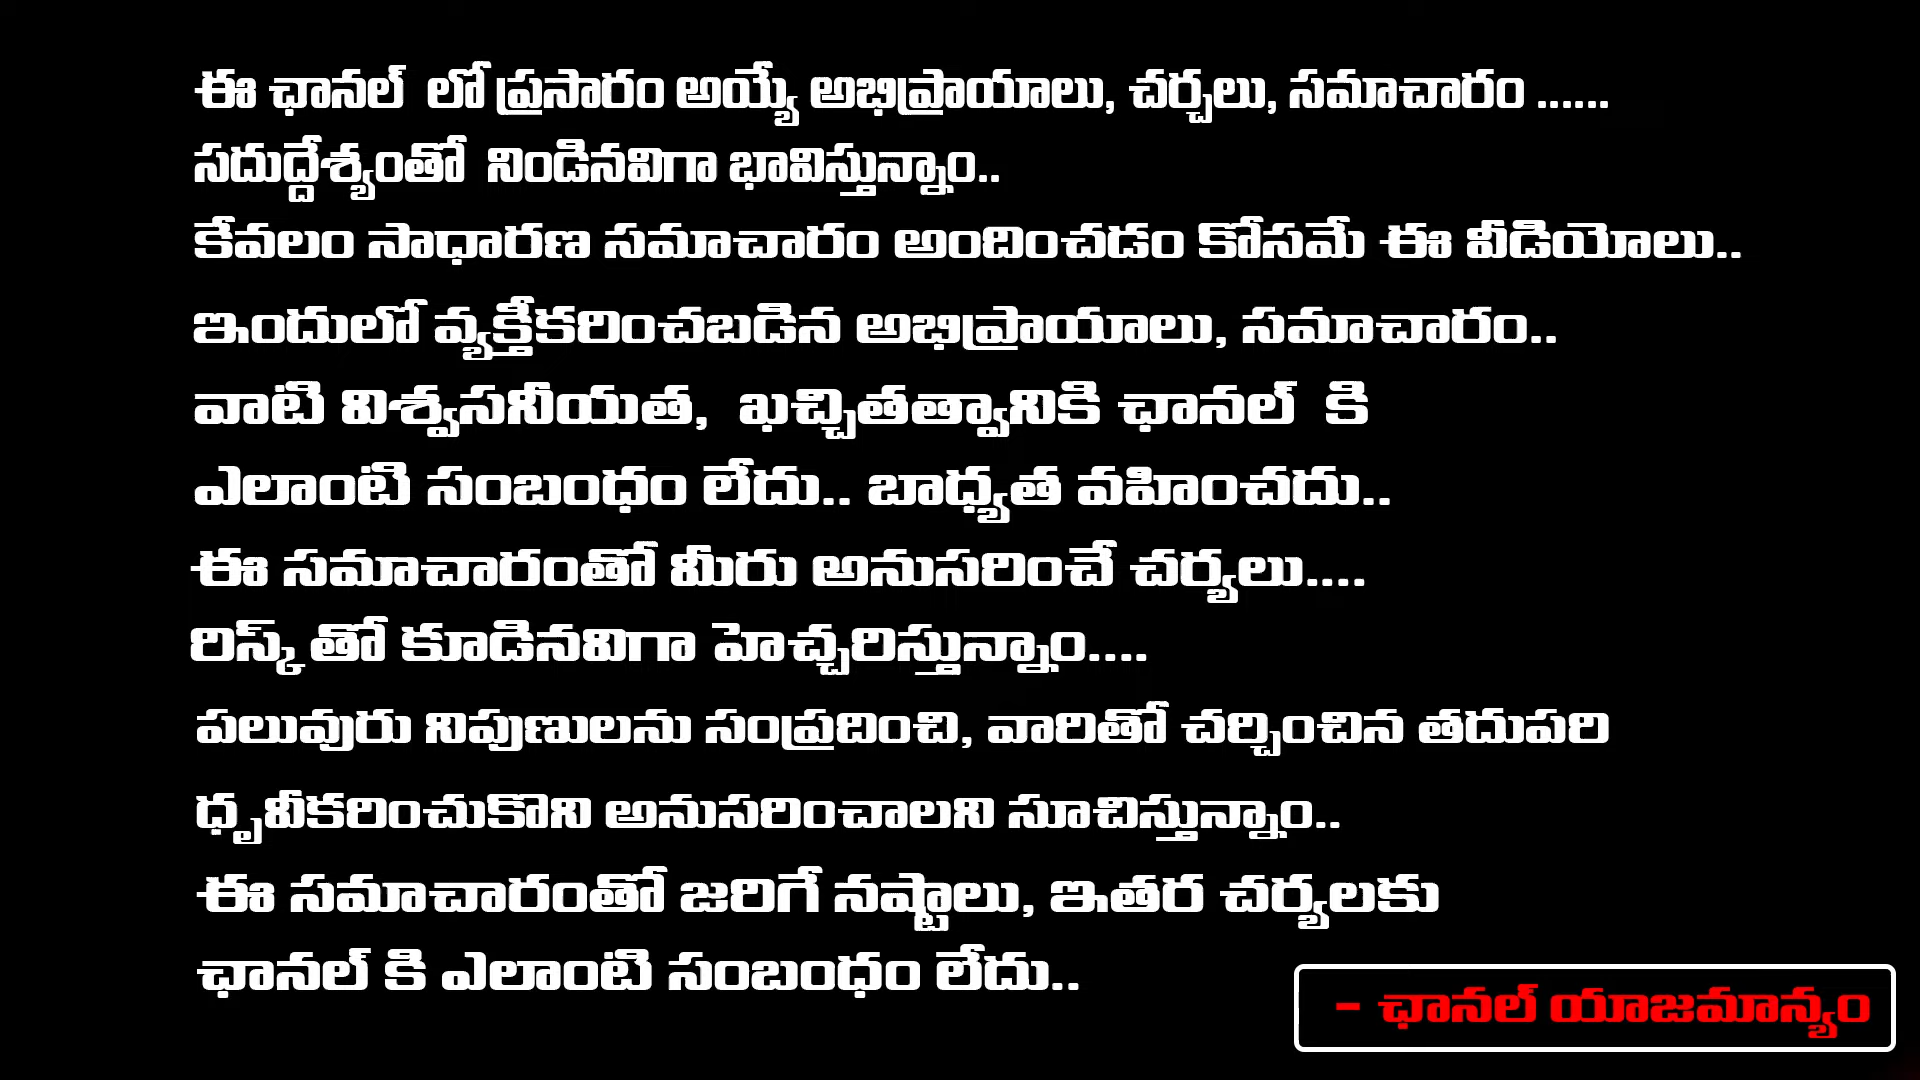 ఈ ఛానల్ లో ప్రసారం అయ్యే అభిప్రాయాలు, చర్చలు, సమాచారం ......
సదుద్దేశ్యంతో నిండినవిగా భావిస్తున్నాం..
కేవలం సాధారణ సమాచారం అందించడం కోసమే ఈ వీడియోలు..
ఇందులో వ్యక్తీకరించబడిన అభిప్రాయాలు, సమాచారం..
వాటి విశ్వసనీయత, ఖచ్చితత్వానికి ఛానల్ కి
ఎలాంటి సంబంధం లేదు.. బాధ్యత వహించదు..
ఈ సమాచారంతో మీరు అనుసరించే చర్యలు....
రిస్క్ తో కూడినవిగా హెచ్చరిస్తున్నాం....
పలువురు నిపుణులను సంప్రదించి, వారితో చర్చించిన తదుపరి
ధృవీకరించుకొని అనుసరించాలని సూచిస్తున్నాం..
ఈ సమాచారంతో జరిగే నష్టాలు, ఇతర చర్యలకు
ఛానల్ కి ఎలాంటి సంబంధం లేదు..
- ఛానల్ యాజమాన్యం